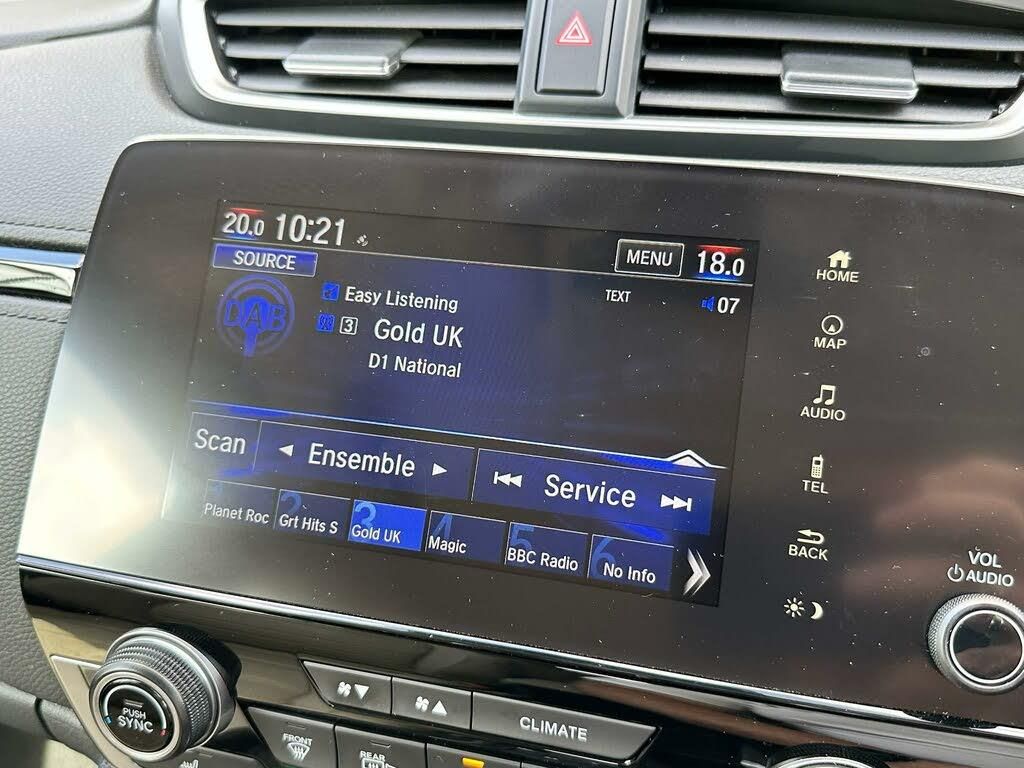 20.0 10:21
MENU 18.0
SOURCE
DAB
Easy Listening
TEXT
07
3 Gold UK
D1 National
Scan
Ensemble
Service
1 2 3 4 5 6
Planet Roc
Grt Hits S
Gold UK
Magic
BBC Radio
No Info
HOME
MAP
AUDIO
TEL
BACK
VOL
AUDIO
PUSH
SYNC
CLIMATE
FRONT
REAR